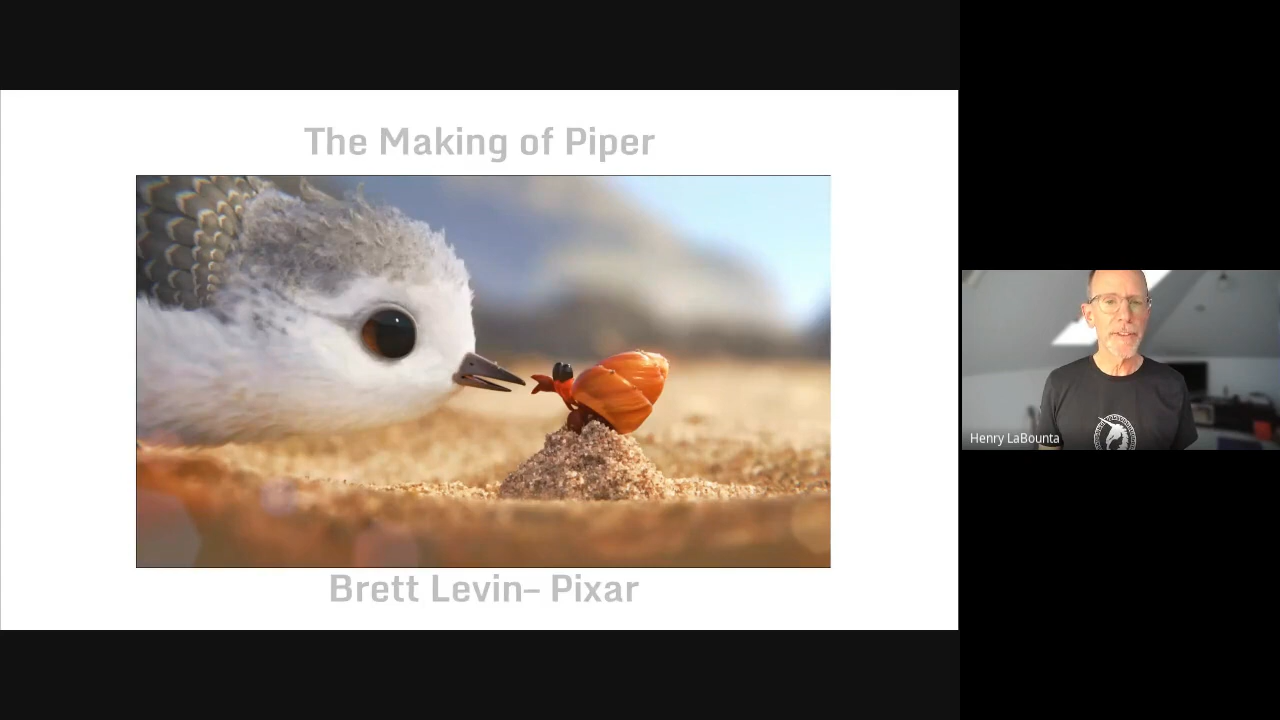 The Making of Piper
Brett Levin– Pixar
Henry LaBounta